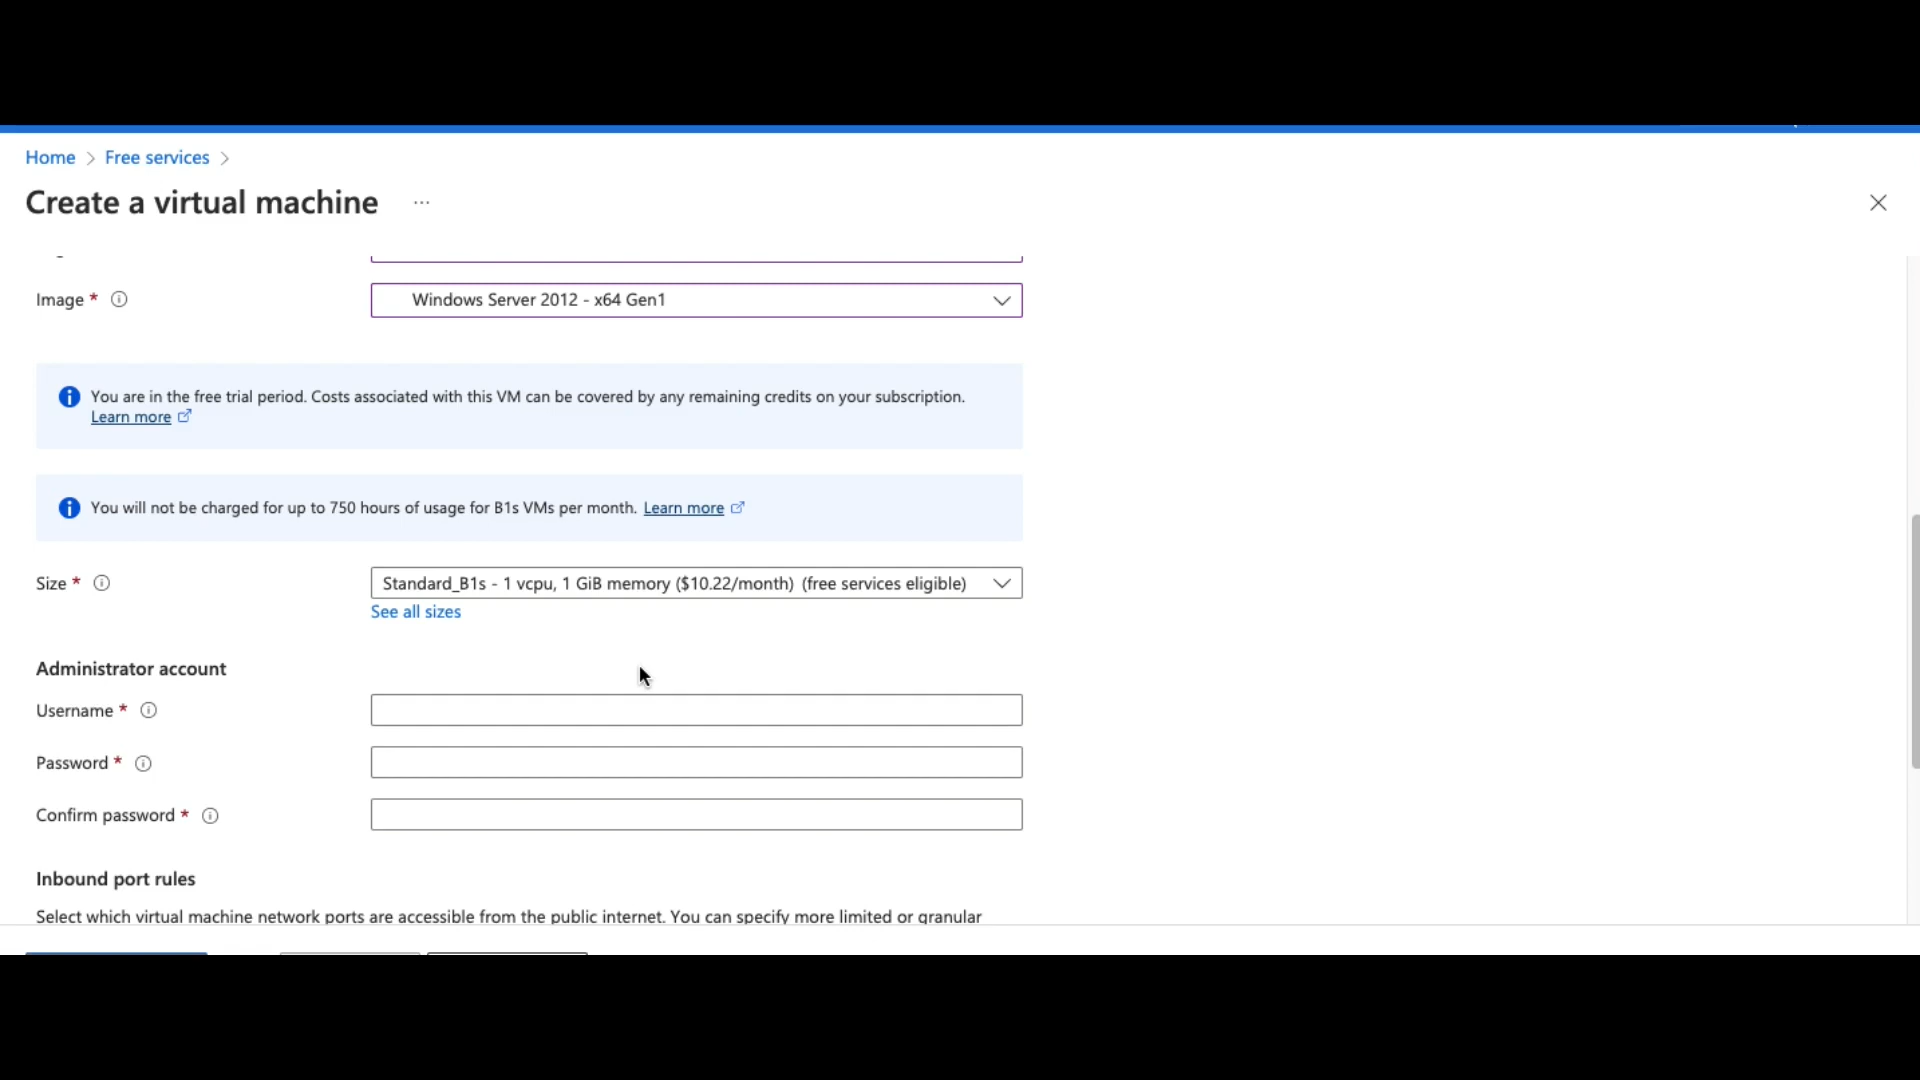 Home > Free services >
Create a virtual machine ...
Image *
Windows Server 2012 - x64 Gen1
You are in the free trial period. Costs associated with this VM can be covered by any remaining credits on your subscription.
Learn more
You will not be charged for up to 750 hours of usage for B1s VMs per month. Learn more
Size *
Standard_B1s - 1 vcpu, 1 GiB memory ($10.22/month) (free services eligible)
See all sizes
Administrator account
Username *
Password *
Confirm password *
Inbound port rules
Select which virtual machine network ports are accessible from the public internet. You can specify more limited or granular